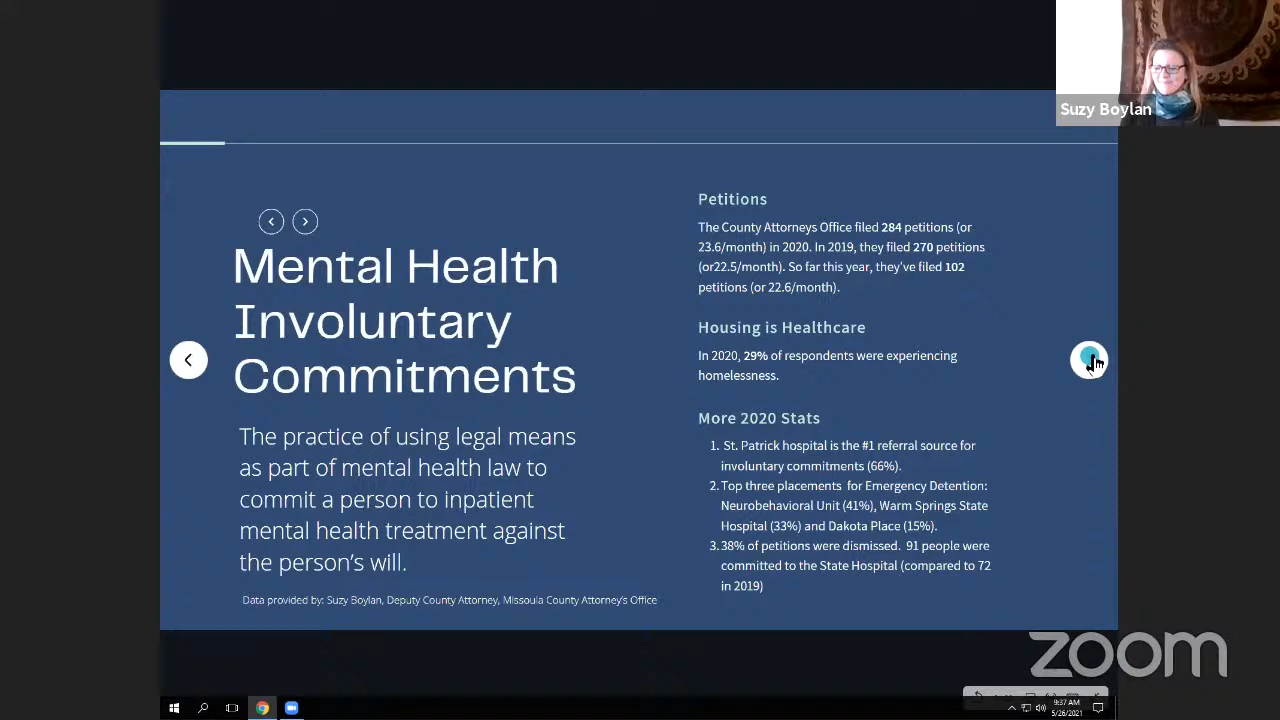 Suzy Boylan
Mental Health
Involuntary
Commitments
The practice of using legal means
as part of mental health law to
commit a person to inpatient
mental health treatment against
the person's will.
Data provided by: Suzy Boylan, Deputy County Attorney, Missoula County Attorney's Office
Petitions
The County Attorneys Office filed 284 petitions (or
23.6/month) in 2020. In 2019, they filed 270 petitions
(or22.5/month). So far this year, they've filed 102
petitions (or 22.6/month).
Housing is Healthcare
In 2020, 29% of respondents were experiencing
homelessness.
More 2020 Stats
1. St. Patrick hospital is the #1 referral source for
involuntary commitments (66%).
2. Top three placements for Emergency Detention:
Neurobehavioral Unit (41%), Warm Springs State
Hospital (33%) and Dakota Place (15%).
3. 38% of petitions were dismissed. 91 people were
committed to the State Hospital (compared to 72
in 2019)
zoom
9:37 AM
5/26/2021